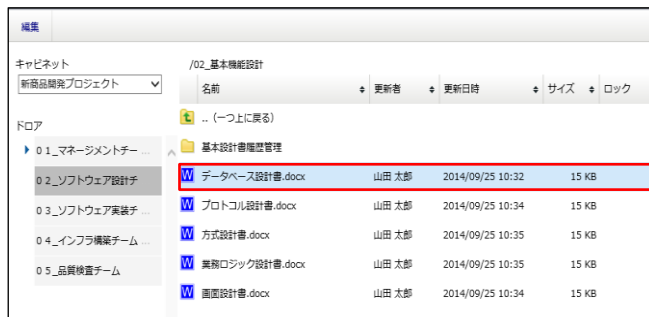 編集
キャビネット
新商品開発プロジェクト
ドロア
０１_マネージメントチー ...
０２_ソフトウェア設計チ
０３_ソフトウェア実装チ
０４_インフラ構築チーム ...
０５_品質検査チーム
/02_基本機能設計
名前 更新者 更新日時 サイズ ロック
.. (一つ上に戻る)
基本設計書履歴管理
W データベース設計書.docx 山田 太郎 2014/09/25 10:32 15 KB
W プロトコル設計書.docx 山田 太郎 2014/09/25 10:34 15 KB
W 方式設計書.docx 山田 太郎 2014/09/25 10:35 15 KB
W 業務ロジック設計書.docx 山田 太郎 2014/09/25 10:35 15 KB
W 画面設計書.docx 山田 太郎 2014/09/25 10:34 15 KB